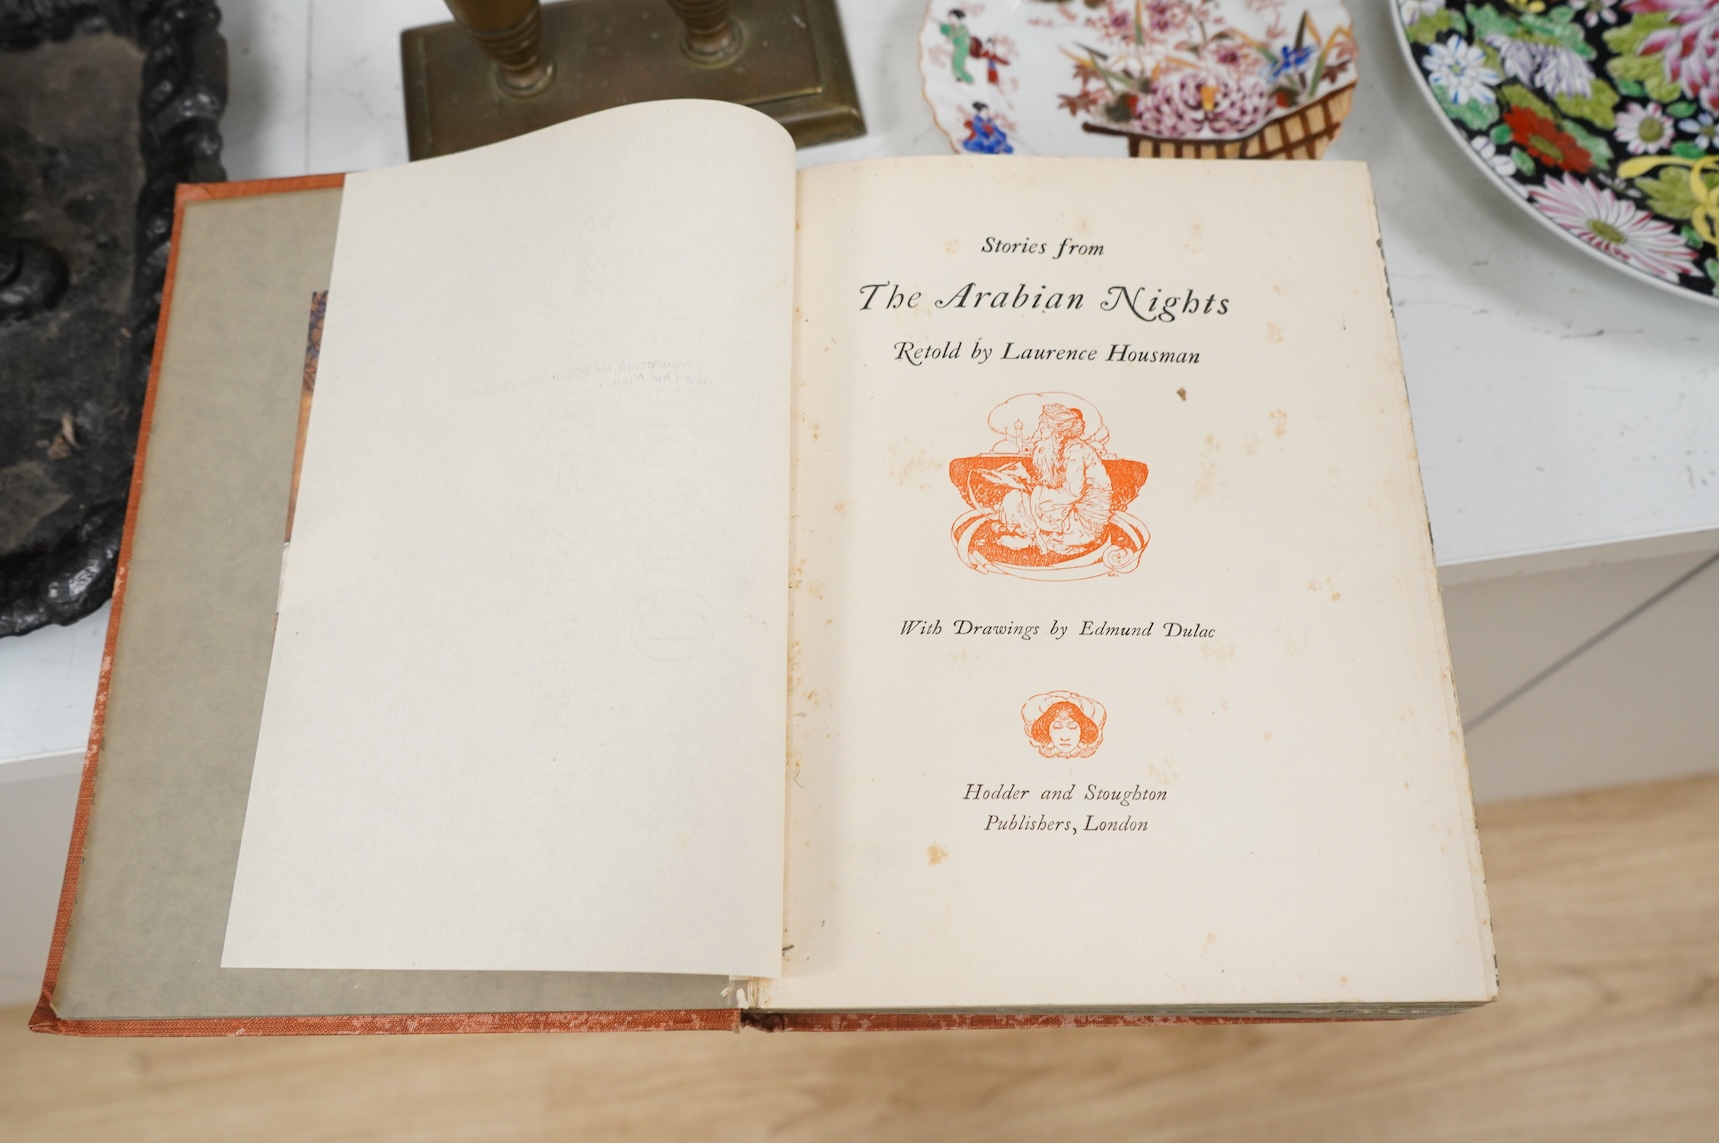 Stories from
The Arabian Nights
Retold by Laurence Housman
With Drawings by Edmund Dulac
Hodder and Stoughton
Publishers, London